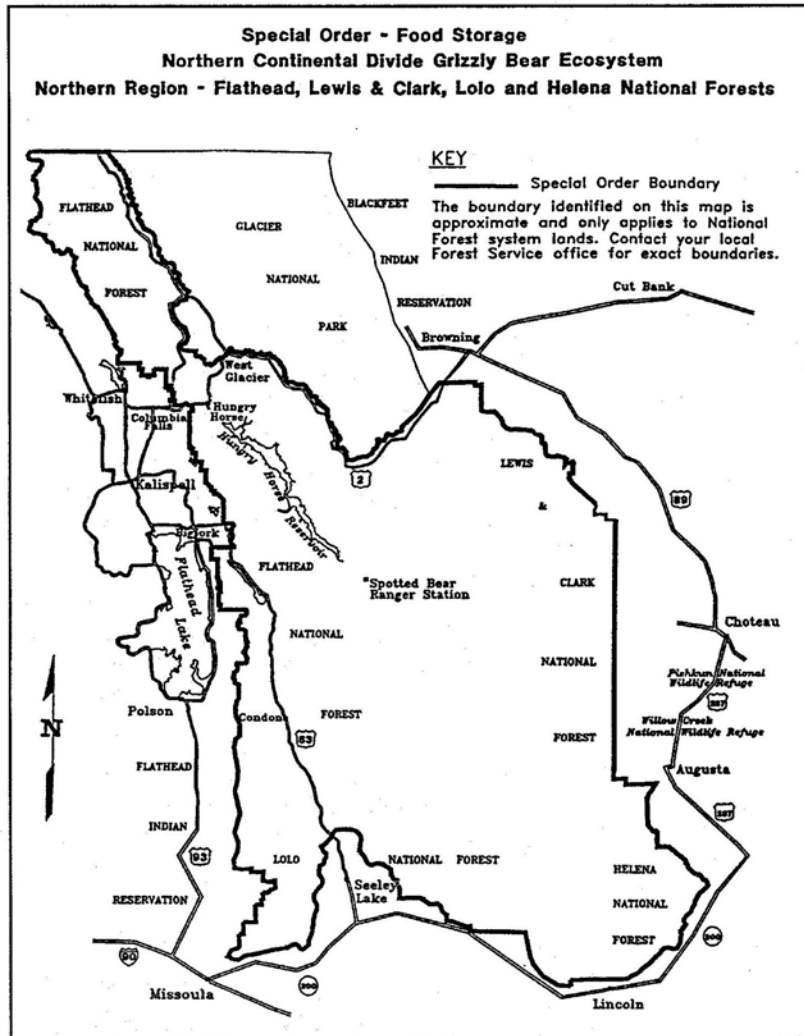 Special Order - Food Storage
Northern Continental Divide Grizzly Bear Ecosystem
Northern Region - Flathead, Lewis & Clark, Lolo and Helena National Forests
KEY
Special Order Boundary
The boundary identified on this map is
approximate and only applies to National
Forest system lands. Contact your local
Forest Service office for exact boundaries.
FLATHEAD
NATIONAL
FOREST
GLACIER
NATIONAL
PARK
BLACKFEET
INDIAN
RESERVATION
Cut Bank
Browning
West
Glacier
Whitefish
Columbia
Falls
Hungry
Horse
Hungry Horse Reservoir
2
LEWIS
&
CLARK
NATIONAL
FOREST
89
Kalispell
Bigfork
Flathead
Lake
FLATHEAD
NATIONAL
FOREST
Spotted Bear
Ranger Station
Choteau
Pishkun National
Wildlife Refuge
287
Willow Creek
National Wildlife Refuge
Augusta
287
N
Polson
Condon
83
FLATHEAD
INDIAN
RESERVATION
93
LOLO
NATIONAL FOREST
Seeley
Lake
HELENA
NATIONAL
FOREST
90
Missoula
200
200
Lincoln